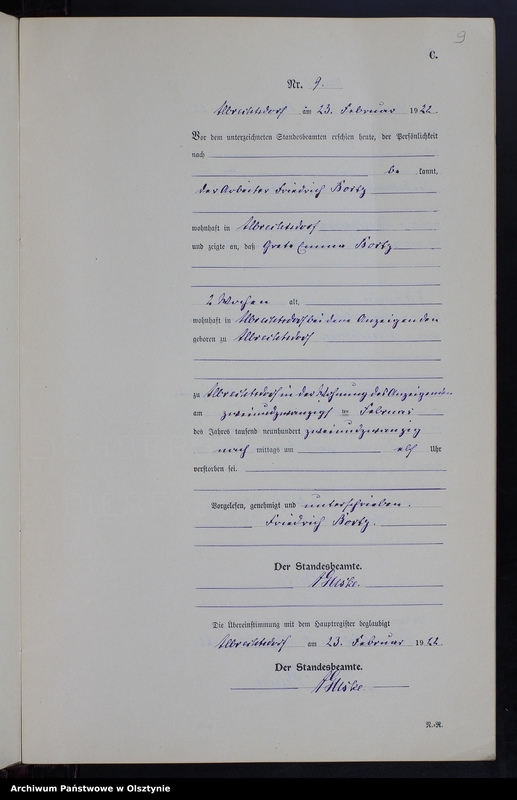 9
C.
Nr. 9.
Albrechtsdorf am 23. Februar 1922
Vor dem unterzeichneten Standesbeamten erschien heute, der Persönlichkeit
nach
be kannt,
der Arbeiter Friedrich
wohnhaft in Albrechtsdorf
und zeigte an, daß Grete Emma
2 Wochen alt,
wohnhaft in Albrechtsdorf bei dem Anzeigenden
geboren zu Albrechtsdorf
zu Albrechtsdorf in der Wohnung des Anzeigenden
am zweiundzwanzigsten Februar
des Jahres tausend neunhundert zweiundzwanzig
nach mittags um elf Uhr
verstorben sei.
Vorgelesen, genehmigt und unterschrieben.
Friedrich
Der Standesbeamte.
Die Übereinstimmung mit dem Hauptregister beglaubigt
Albrechtsdorf am 23. Februar 1922
Der Standesbeamte.
N.-R.
Archiwum Państwowe w Olsztynie